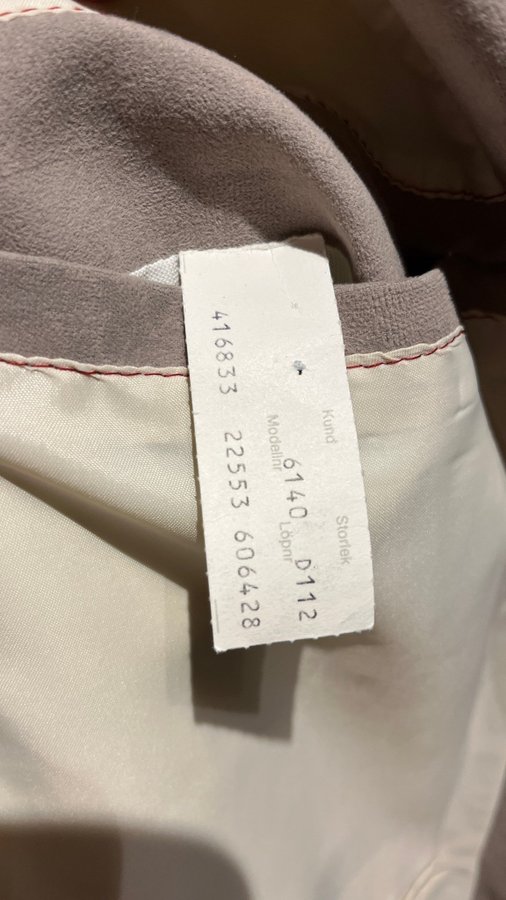 Kund Storlek
6140 D112
Modellnr Löpnr
416833 22553 606428